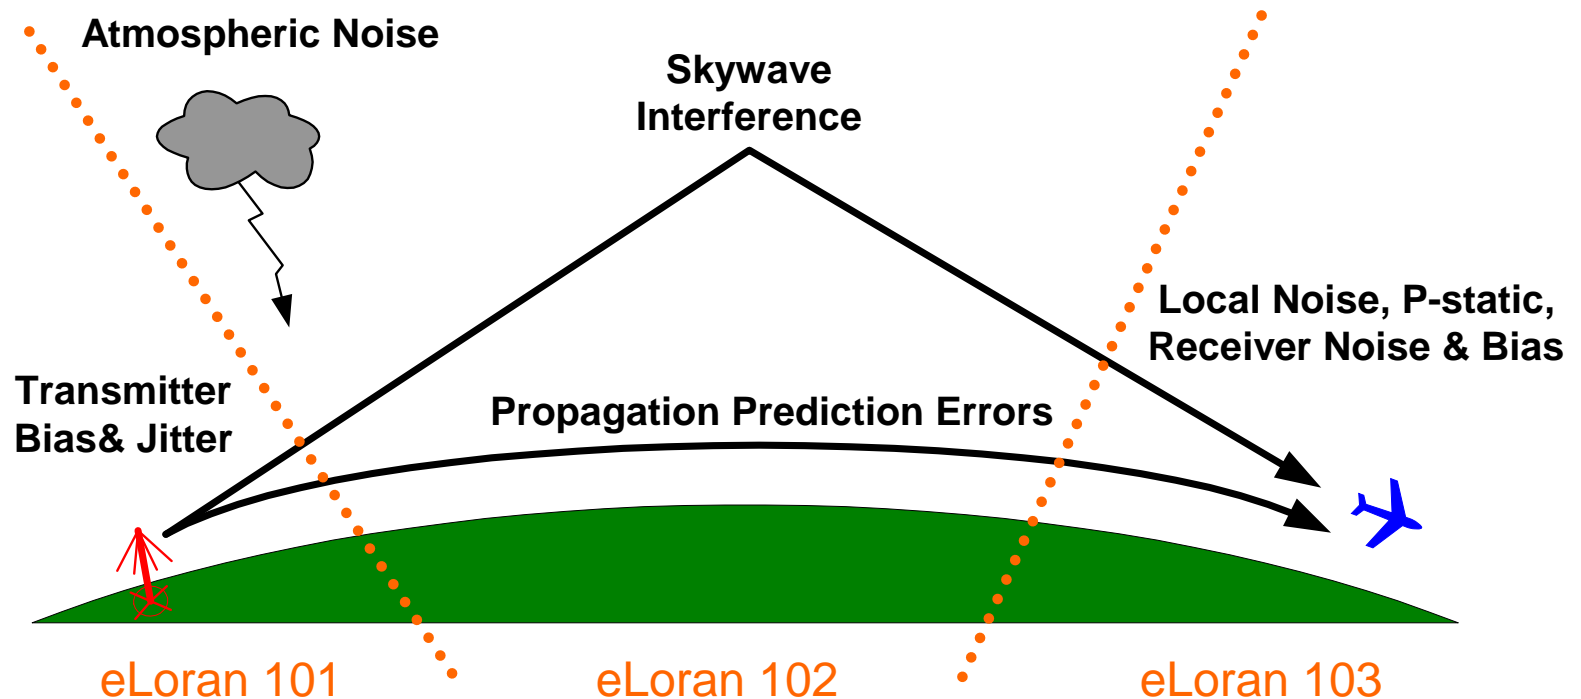 Atmospheric Noise
Skywave
Interference
Local Noise, P-static,
Receiver Noise & Bias
Transmitter
Bias& Jitter
Propagation Prediction Errors
eLoran 101
eLoran 102
eLoran 103